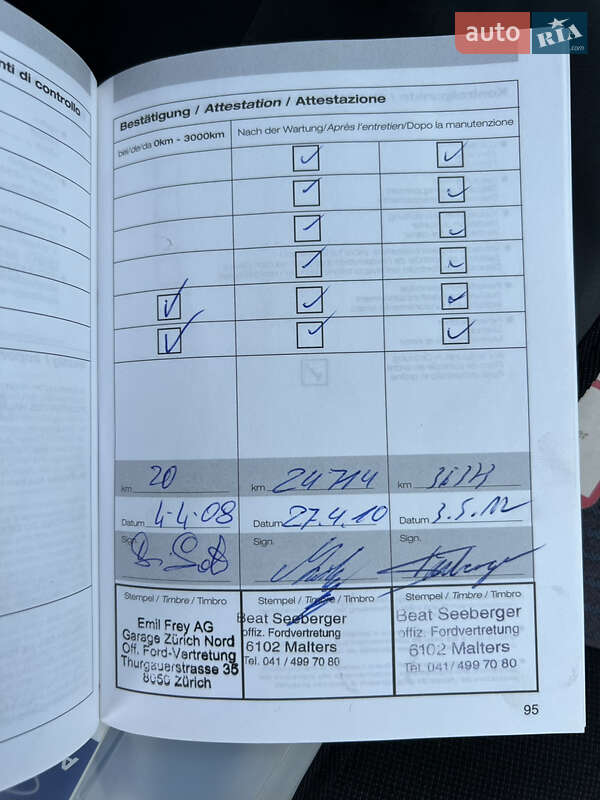 auto RIA .com
nti di controllo
Bestätigung / Attestation / Attestazione
bei/de/da 0km - 3000km
Nach der Wartung/Après l'entretien/Dopo la manutenzione
km 20
km 24714
km
Datum 4-4-08
Datum 27.4.10
Datum 3.5.12
Sign.
Sign.
Sign.
Stempel / Timbre / Timbro
Stempel / Timbre / Timbro
Stempel / Timbre / Timbro
Emil Frey AG
Garage Zürich Nord
Off. Ford-Vertretung
Thurgauerstrasse 35
8050 Zürich
Beat Seeberger
offiz. Fordvertretung
6102 Malters
Tel. 041 / 499 70 80
Beat Seeberger
offiz. Fordvertretung
6102 Malters
Tel. 041 / 499 70 80
95